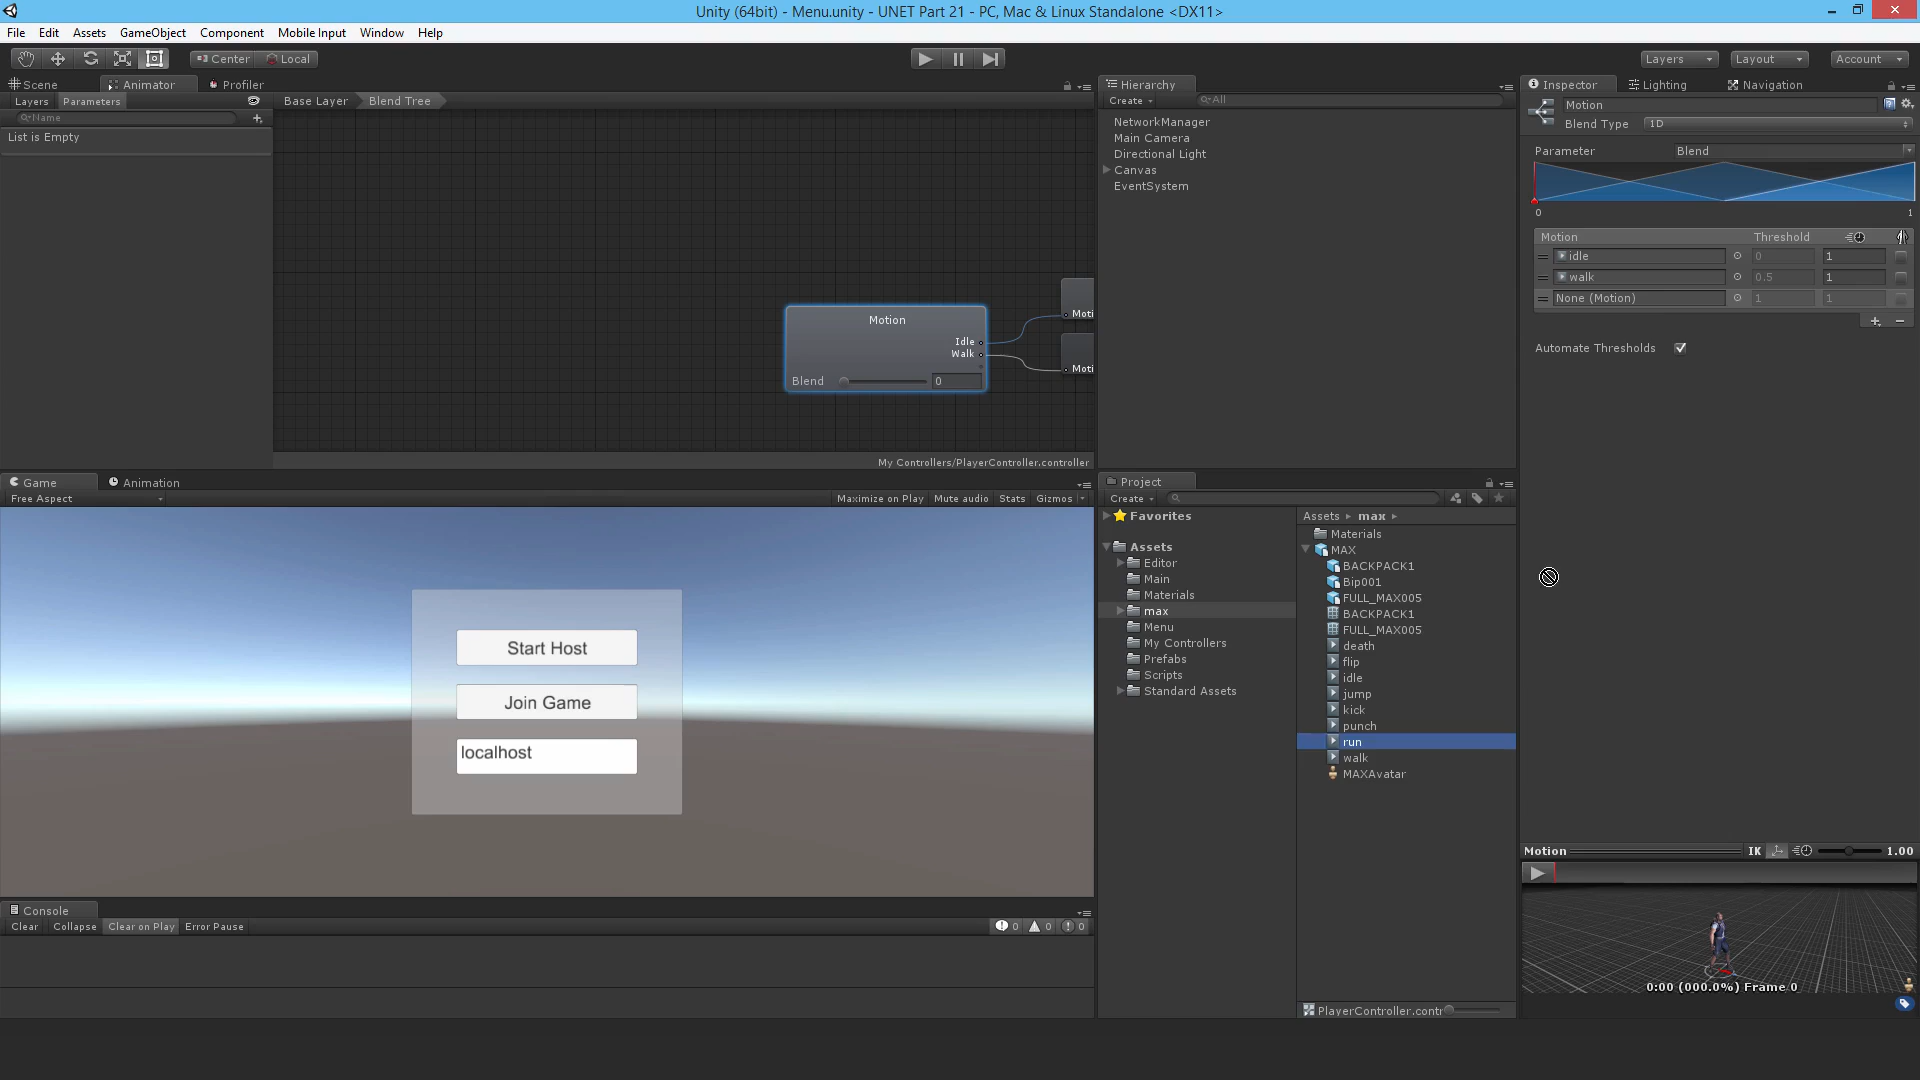 Unity (64bit) - Menu.unity - UNET Part 21 - PC, Mac & Linux Standalone <DX11>
File Edit Assets GameObject Component Mobile Input Window Help
Center Local Layers Layout Account
Scene Animator Profiler
Layers Parameters
Name
List is Empty
Base Layer Blend Tree
Motion
Idle
Walk
Blend 0
Moti
Moti
My Controllers/PlayerController.controller
Hierarchy
Create All
NetworkManager
Main Camera
Directional Light
Canvas
EventSystem
Inspector Lighting Navigation
Motion
Blend Type 1D
Parameter Blend
0 1
Motion Threshold
idle 0 1
walk 0.5 1
None (Motion) 1 1
Automate Thresholds
Game Animation
Free Aspect Maximize on Play Mute audio Stats Gizmos
Start Host
Join Game
localhost
Console
Clear Collapse Clear on Play Error Pause 0 0 0
Project
Create
Favorites
Assets
Editor
Main
Materials
max
Menu
My Controllers
Prefabs
Scripts
Standard Assets
Assets max
Materials
MAX
BACKPACK1
Bip001
FULL_MAX005
BACKPACK1
FULL_MAX005
death
flip
idle
jump
kick
punch
run
walk
MAXAvatar
PlayerController.contr
Motion IK 1.00
0:00 (000.0%) Frame 0